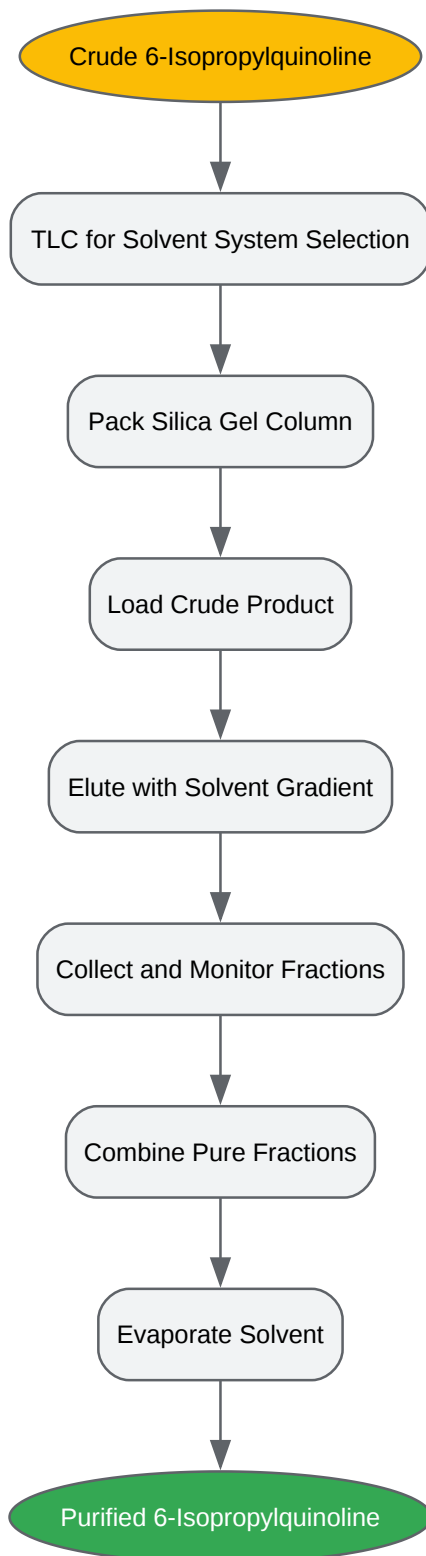 Crude 6-Isopropylquinoline
TLC for Solvent System Selection
Pack Silica Gel Column
Load Crude Product
Elute with Solvent Gradient
Collect and Monitor Fractions
Combine Pure Fractions
Evaporate Solvent
Purified 6-Isopropylquinoline